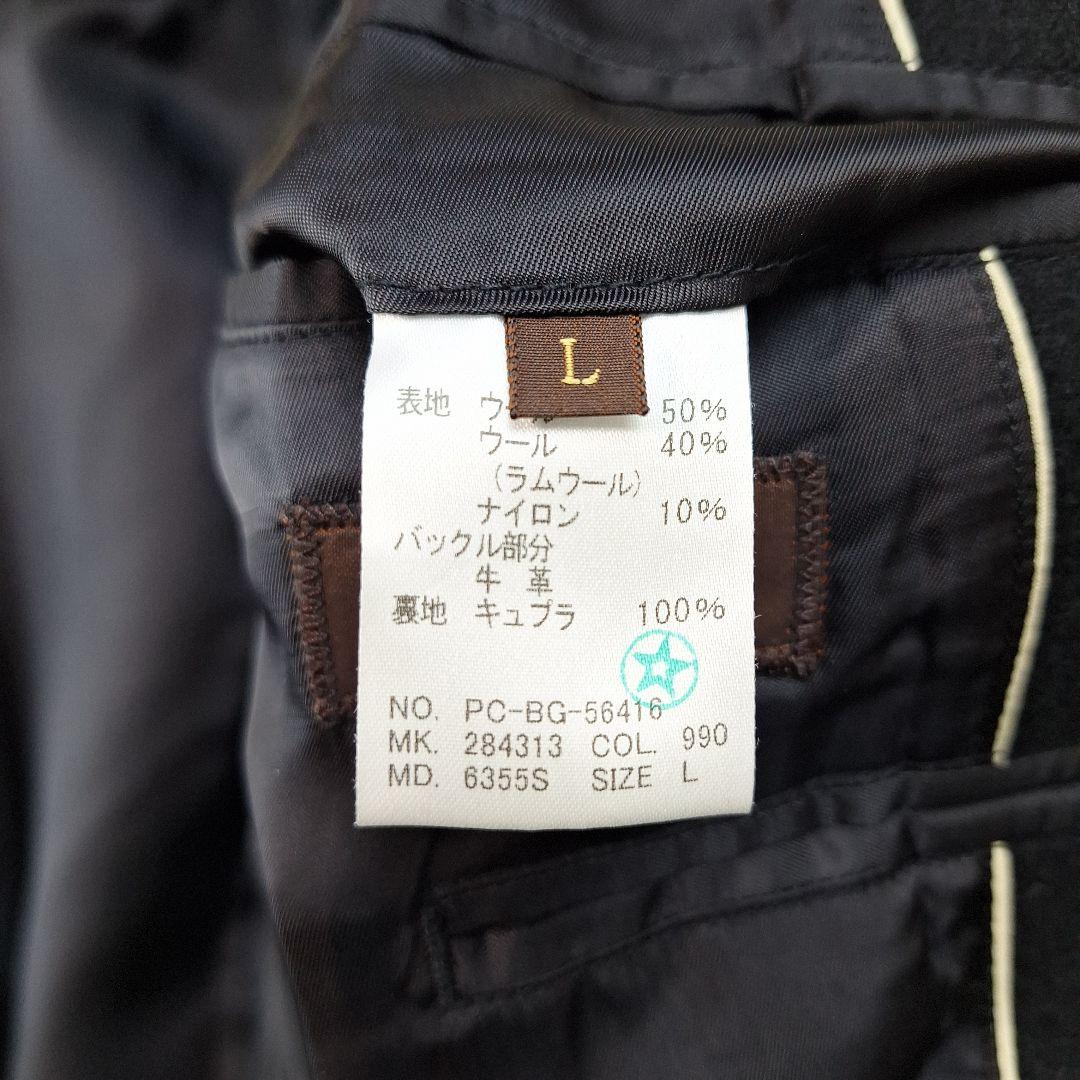 L
表地 ウール 50%
ウール 40%
(ラムウール)
ナイロン 10%
バックル部分
牛 革
裏地 キュプラ 100%
NO. PC-BG-56416
MK. 284313 COL. 990
MD. 6355S SIZE L